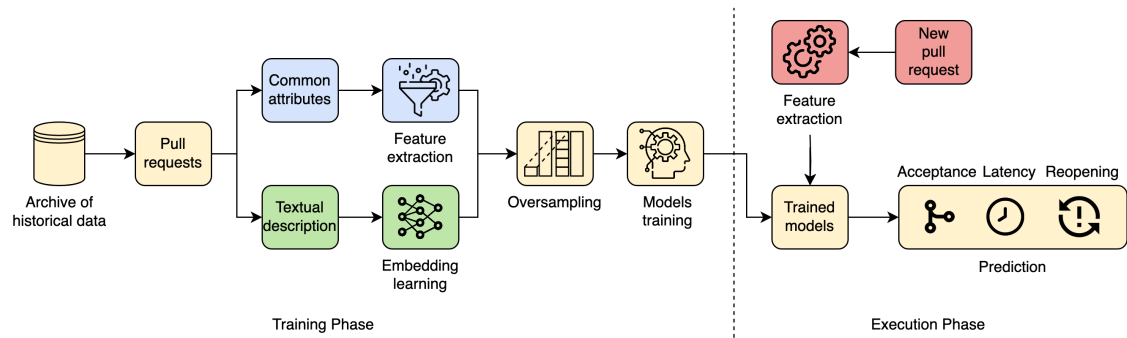 Archive of
historical data
Pull
requests
Common
attributes
Feature
extraction
Textual
description
Embedding
learning
Oversampling
Models
training
Training Phase
New
pull
request
Feature
extraction
Trained
models
Acceptance Latency Reopening
Prediction
Execution Phase